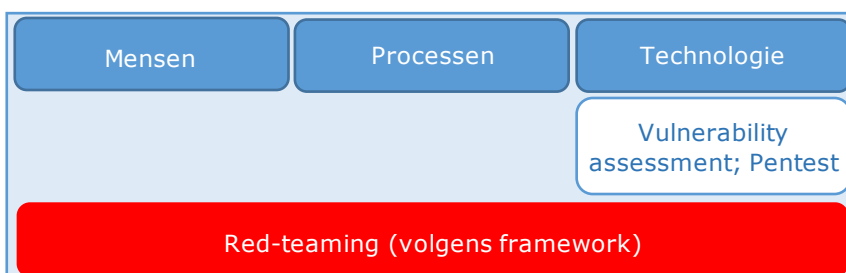 Mensen
Processen
Technologie
Vulnerability
assessment; Pentest
Red-teaming (volgens framework)